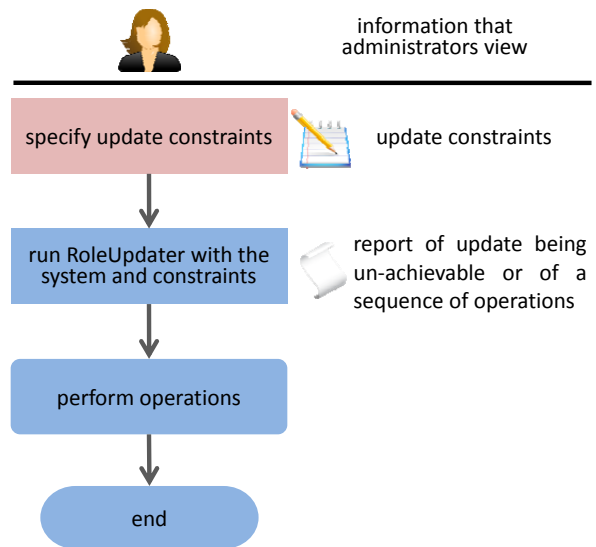 information that
administrators view
specify update constraints
update constraints
run RoleUpdater with the
system and constraints
report of update being
un-achievable or of a
sequence of operations
perform operations
end